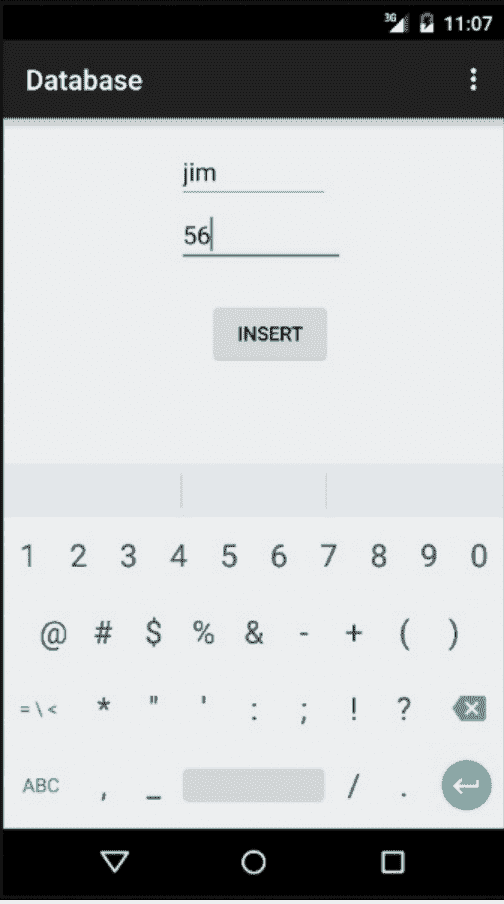 3G 11:07
Database
jim
56
INSERT
1 2 3 4 5 6 7 8 9 0
@ # $ % & - + ( )
= \ < * " ' : ; ! ?
ABC , _ / .